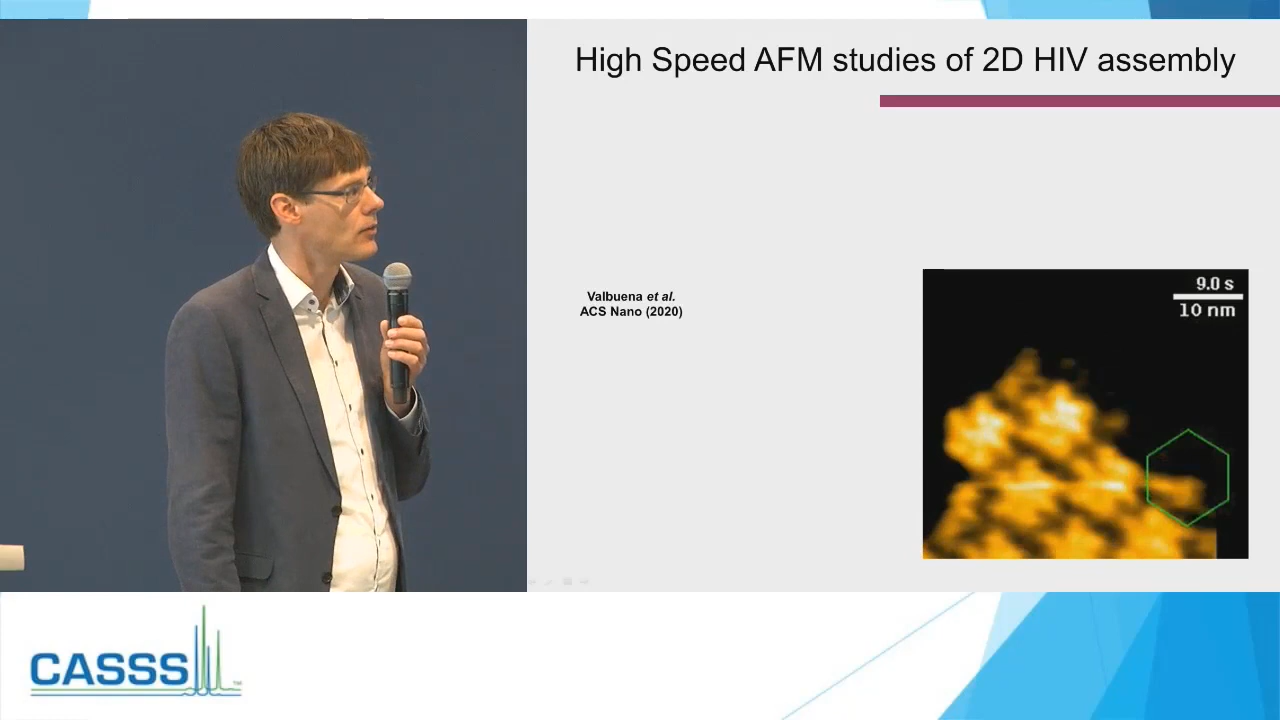 High Speed AFM studies of 2D HIV assembly
Valbuena et al.
ACS Nano (2020)
9.0 s
10 nm
CASSS
TM